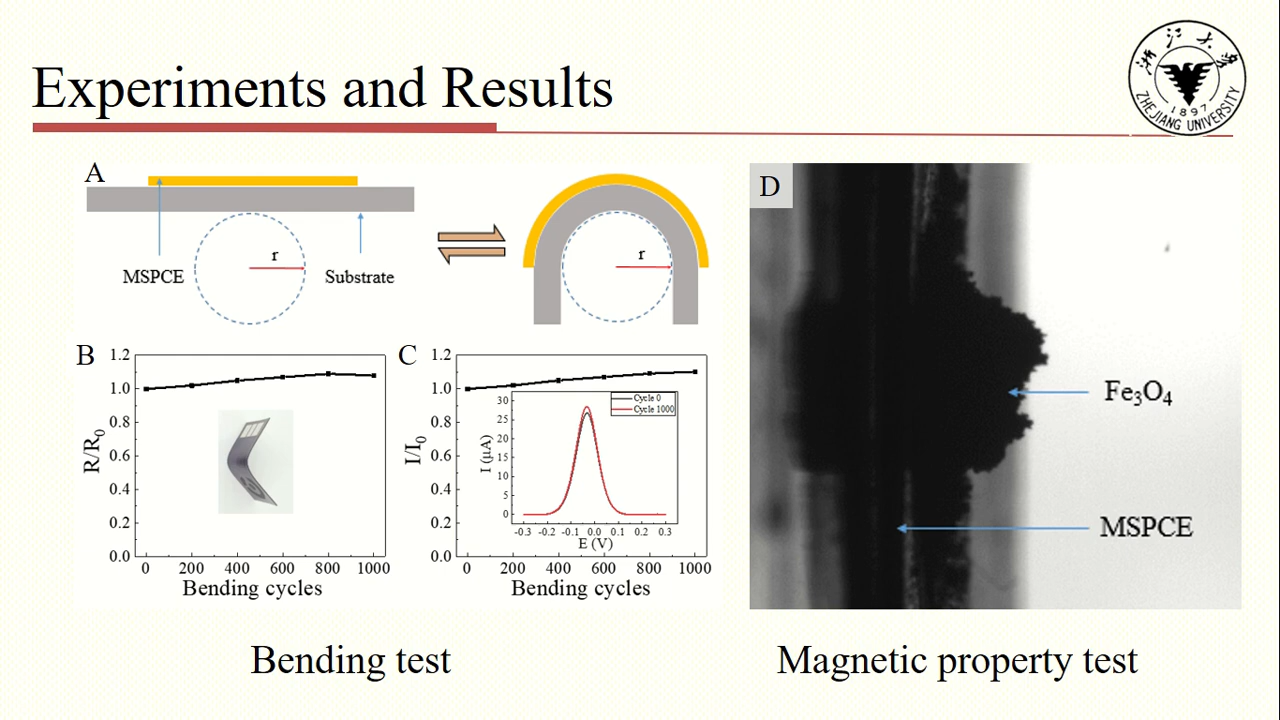 Experiments and Results
浙江大學
1897
ZHEJIANG UNIVERSITY
A
r
MSPCE
Substrate
r
B
1.2
1.0
0.8
0.6
0.4
0.2
0.0
R/R₀
0 200 400 600 800 1000
Bending cycles
C
1.2
1.0
0.8
0.6
0.4
0.2
0.0
I/I₀
30
25
20
15
10
5
0
I (μA)
Cycle 0
Cycle 1000
-0.3 -0.2 -0.1 0.0 0.1 0.2 0.3
E (V)
0 200 400 600 800 1000
Bending cycles
D
Fe₃O₄
MSPCE
Bending test
Magnetic property test